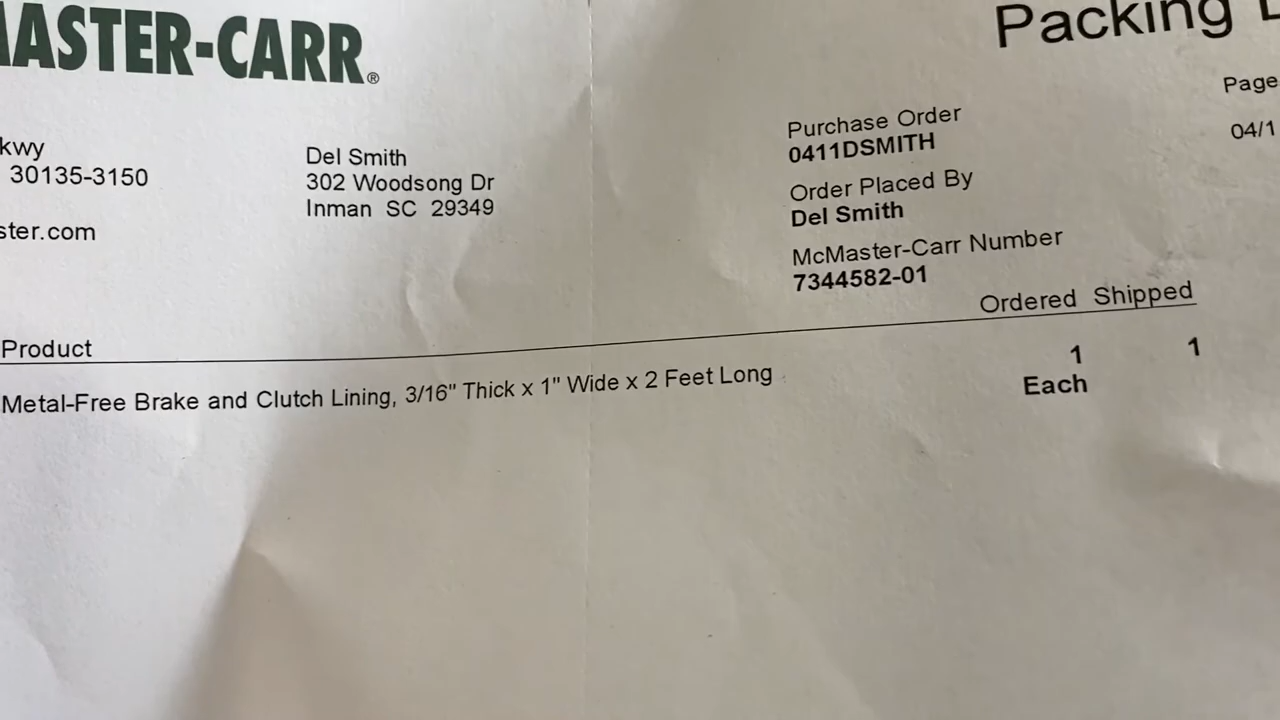 MASTER-CARR®
Packing
Page
04/1
kwy
30135-3150
ster.com
Del Smith
302 Woodsong Dr
Inman SC 29349
Purchase Order
0411DSMITH
Order Placed By
Del Smith
McMaster-Carr Number
7344582-01
Product
Ordered Shipped
Metal-Free Brake and Clutch Lining, 3/16" Thick x 1" Wide x 2 Feet Long
1 1
Each